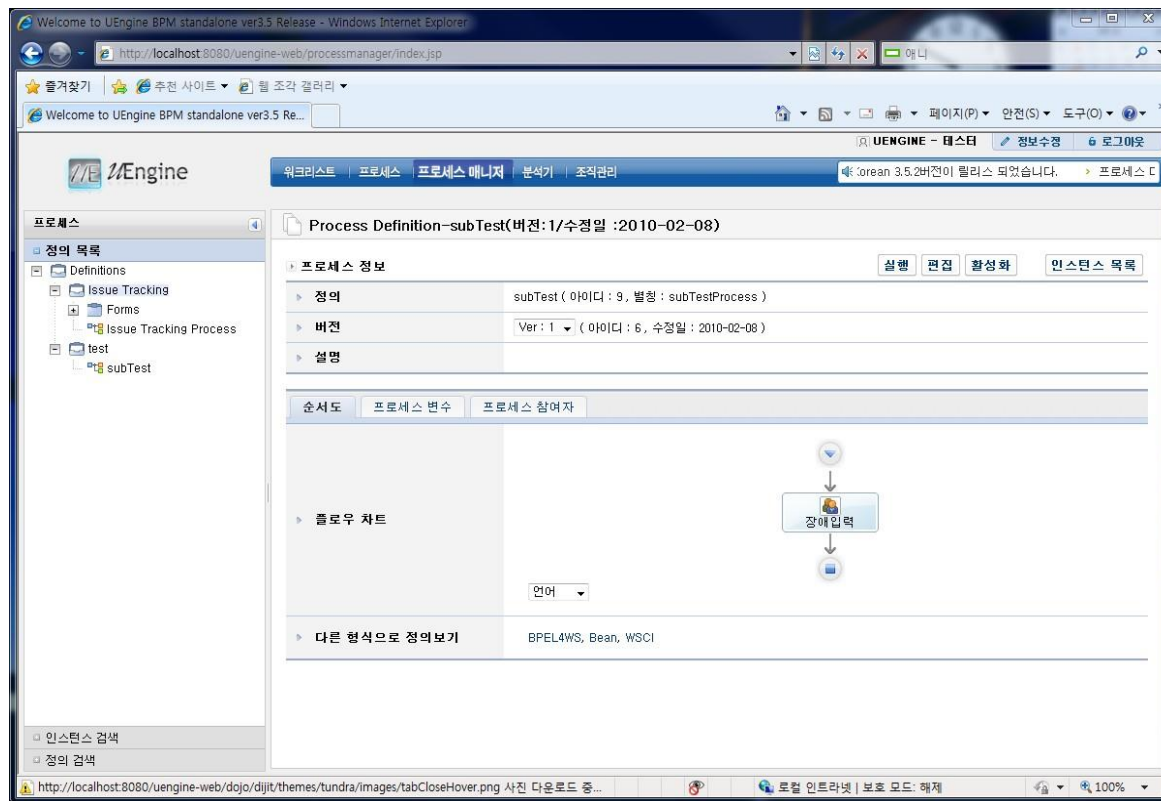 Welcome to UEngine BPM standalone ver3.5 Release - Windows Internet Explorer
http://localhost:8080/uengine-web/processmanager/index.jsp
애니
즐겨찾기
추천 사이트
웹 조각 갤러리
Welcome to UEngine BPM standalone ver3.5 Re...
페이지(P)
안전(S)
도구(O)
UENGINE - 테스터
정보수정
로그아웃
UEngine
워크리스트
프로세스
프로세스 매니저
분석기
조직관리
orean 3.5.2버전이 릴리스 되었습니다.
> 프로세스
프로세스
Process Definition-subTest(버전:1/수정일 :2010-02-08)
정의 목록
Definitions
Issue Tracking
Forms
Issue Tracking Process
test
subTest
프로세스 정보
실행
편집
활성화
인스턴스 목록
정의
subTest ( 아이디 : 9 , 별칭 : subTestProcess )
버전
Ver : 1
( 아이디 : 6 , 수정일 : 2010-02-08 )
설명
순서도
프로세스 변수
프로세스 참여자
플로우 차트
장애입력
언어
다른 형식으로 정의보기
BPEL4WS, Bean, WSCI
인스턴스 검색
정의 검색
http://localhost:8080/uengine-web/dojo/dijit/themes/tundra/images/tabCloseHover.png 사진 다운로드 중...
로컬 인트라넷 | 보호 모드: 해제
100%